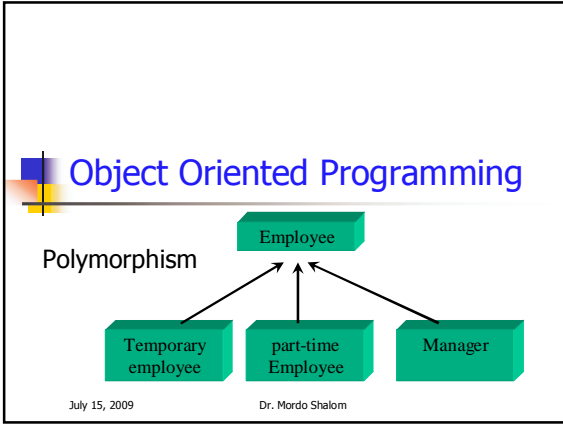 Object Oriented Programming
Polymorphism
Employee
Temporary
employee
part-time
Employee
Manager
July 15, 2009
Dr. Mordo Shalom